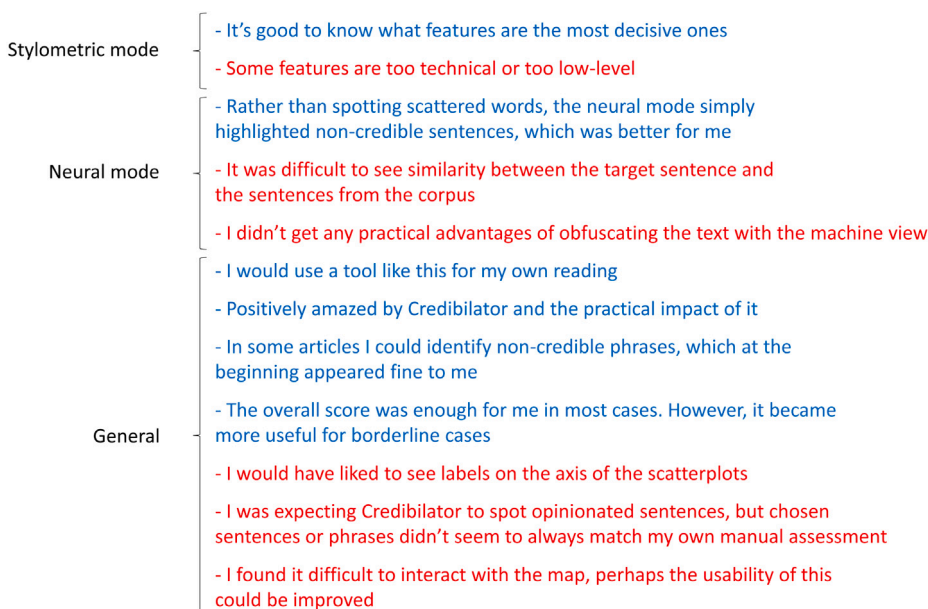 Stylometric mode
- It’s good to know what features are the most decisive ones
- Some features are too technical or too low-level
Neural mode
- Rather than spotting scattered words, the neural mode simply
highlighted non-credible sentences, which was better for me
- It was difficult to see similarity between the target sentence and
the sentences from the corpus
- I didn’t get any practical advantages of obfuscating the text with the machine view
General
- I would use a tool like this for my own reading
- Positively amazed by Credibilator and the practical impact of it
- In some articles I could identify non-credible phrases, which at the
beginning appeared fine to me
- The overall score was enough for me in most cases. However, it became
more useful for borderline cases
- I would have liked to see labels on the axis of the scatterplots
- I was expecting Credibilator to spot opinionated sentences, but chosen
sentences or phrases didn’t seem to always match my own manual assessment
- I found it difficult to interact with the map, perhaps the usability of this
could be improved